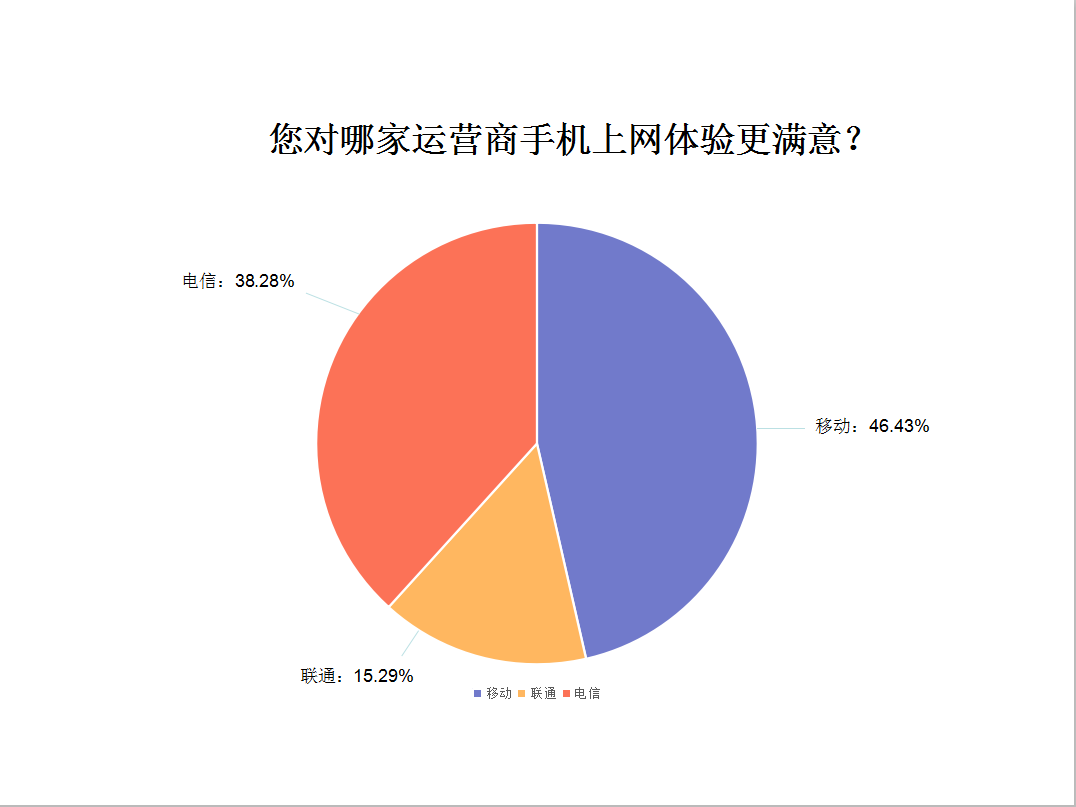 您对哪家运营商手机上网体验更满意？
电信：38.28%
移动：46.43%
联通：15.29%
移动 联通 电信